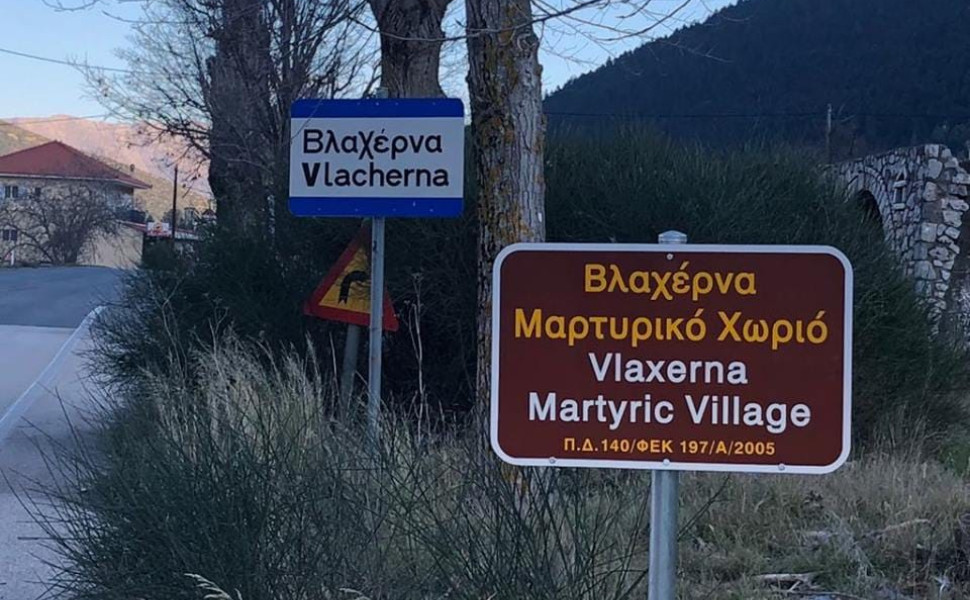 Βλαχέρνα
Vlacherna
Βλαχέρνα
Μαρτυρικό Χωριό
Vlaxerna
Martyric Village
Π.Δ.140/ΦΕΚ 197/Α/2005